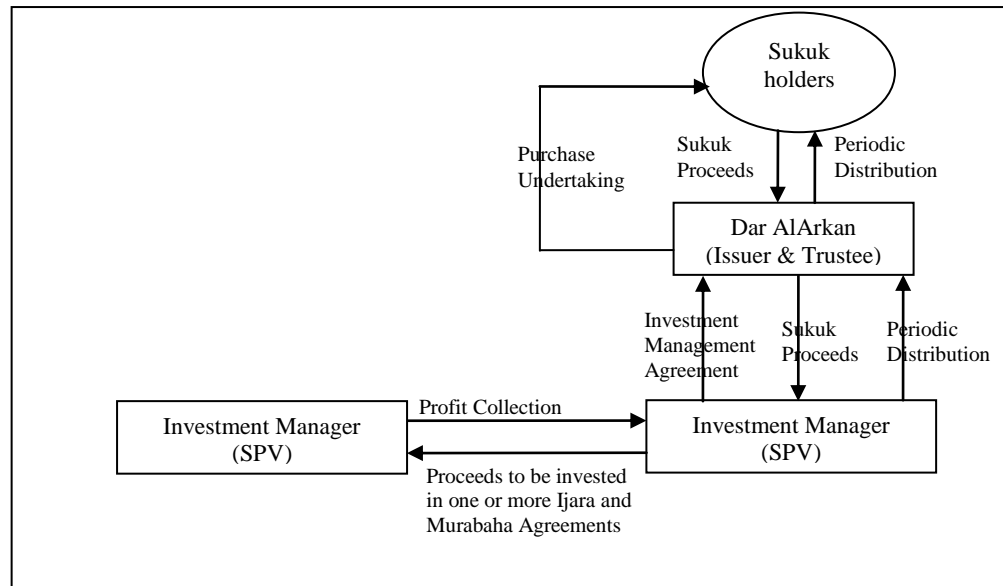 Sukuk
holders
Purchase
Undertaking
Sukuk
Proceeds
Periodic
Distribution
Dar AlArkan
(Issuer & Trustee)
Investment
Management
Agreement
Sukuk
Proceeds
Periodic
Distribution
Profit Collection
Investment Manager
(SPV)
Investment Manager
(SPV)
Proceeds to be invested
in one or more Ijara and
Murabaha Agreements